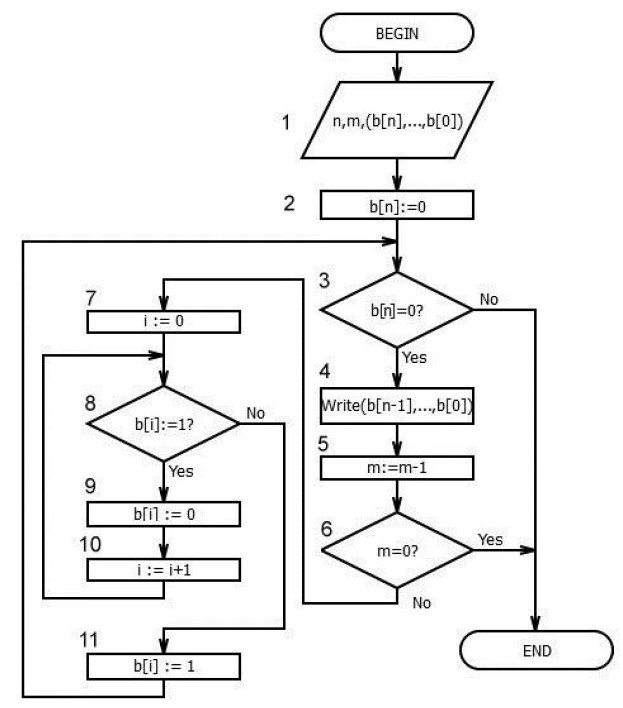 BEGIN
1
n,m,(b[n],...,b[0])
2
b[n]:=0
3
b[n]=0?
No
Yes
4
Write(b[n-1],...,b[0])
5
m:=m-1
6
m=0?
Yes
No
7
i := 0
8
b[i]:=1?
No
Yes
9
b[i] := 0
10
i := i+1
11
b[i] := 1
END